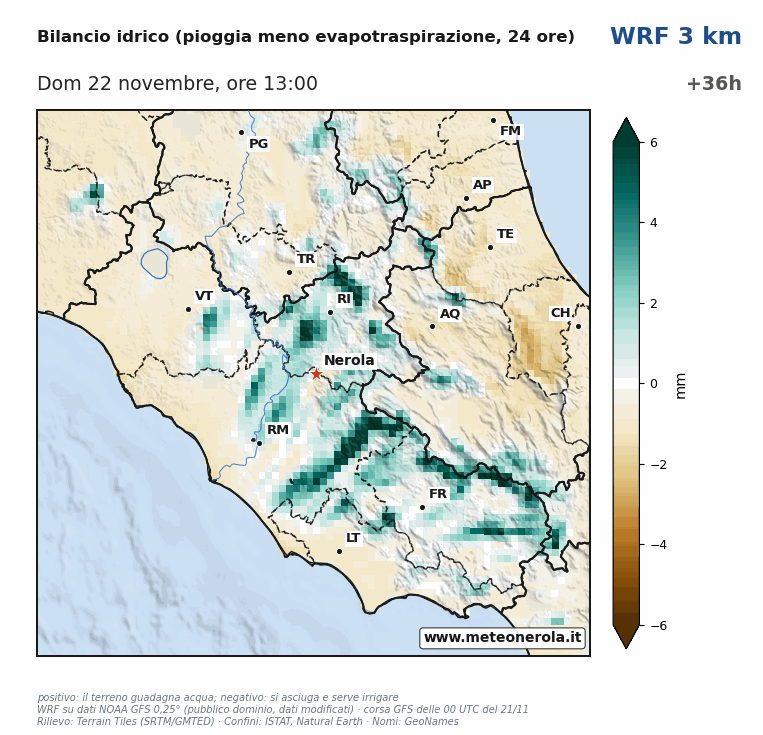 Bilancio idrico (pioggia meno evapotraspirazione, 24 ore)
WRF 3 km
Dom 22 novembre, ore 13:00
+36h
PG
FM
AP
TE
TR
VT
RI
AQ
CH
Nerola
RM
FR
LT
www.meteonerola.it
6
4
2
0
−2
−4
−6
mm
positivo: il terreno guadagna acqua; negativo: si asciuga e serve irrigare
WRF su dati NOAA GFS 0,25° (pubblico dominio, dati modificati) · corsa GFS delle 00 UTC del 21/11
Rilievo: Terrain Tiles (SRTM/GMTED) · Confini: ISTAT, Natural Earth · Nomi: GeoNames